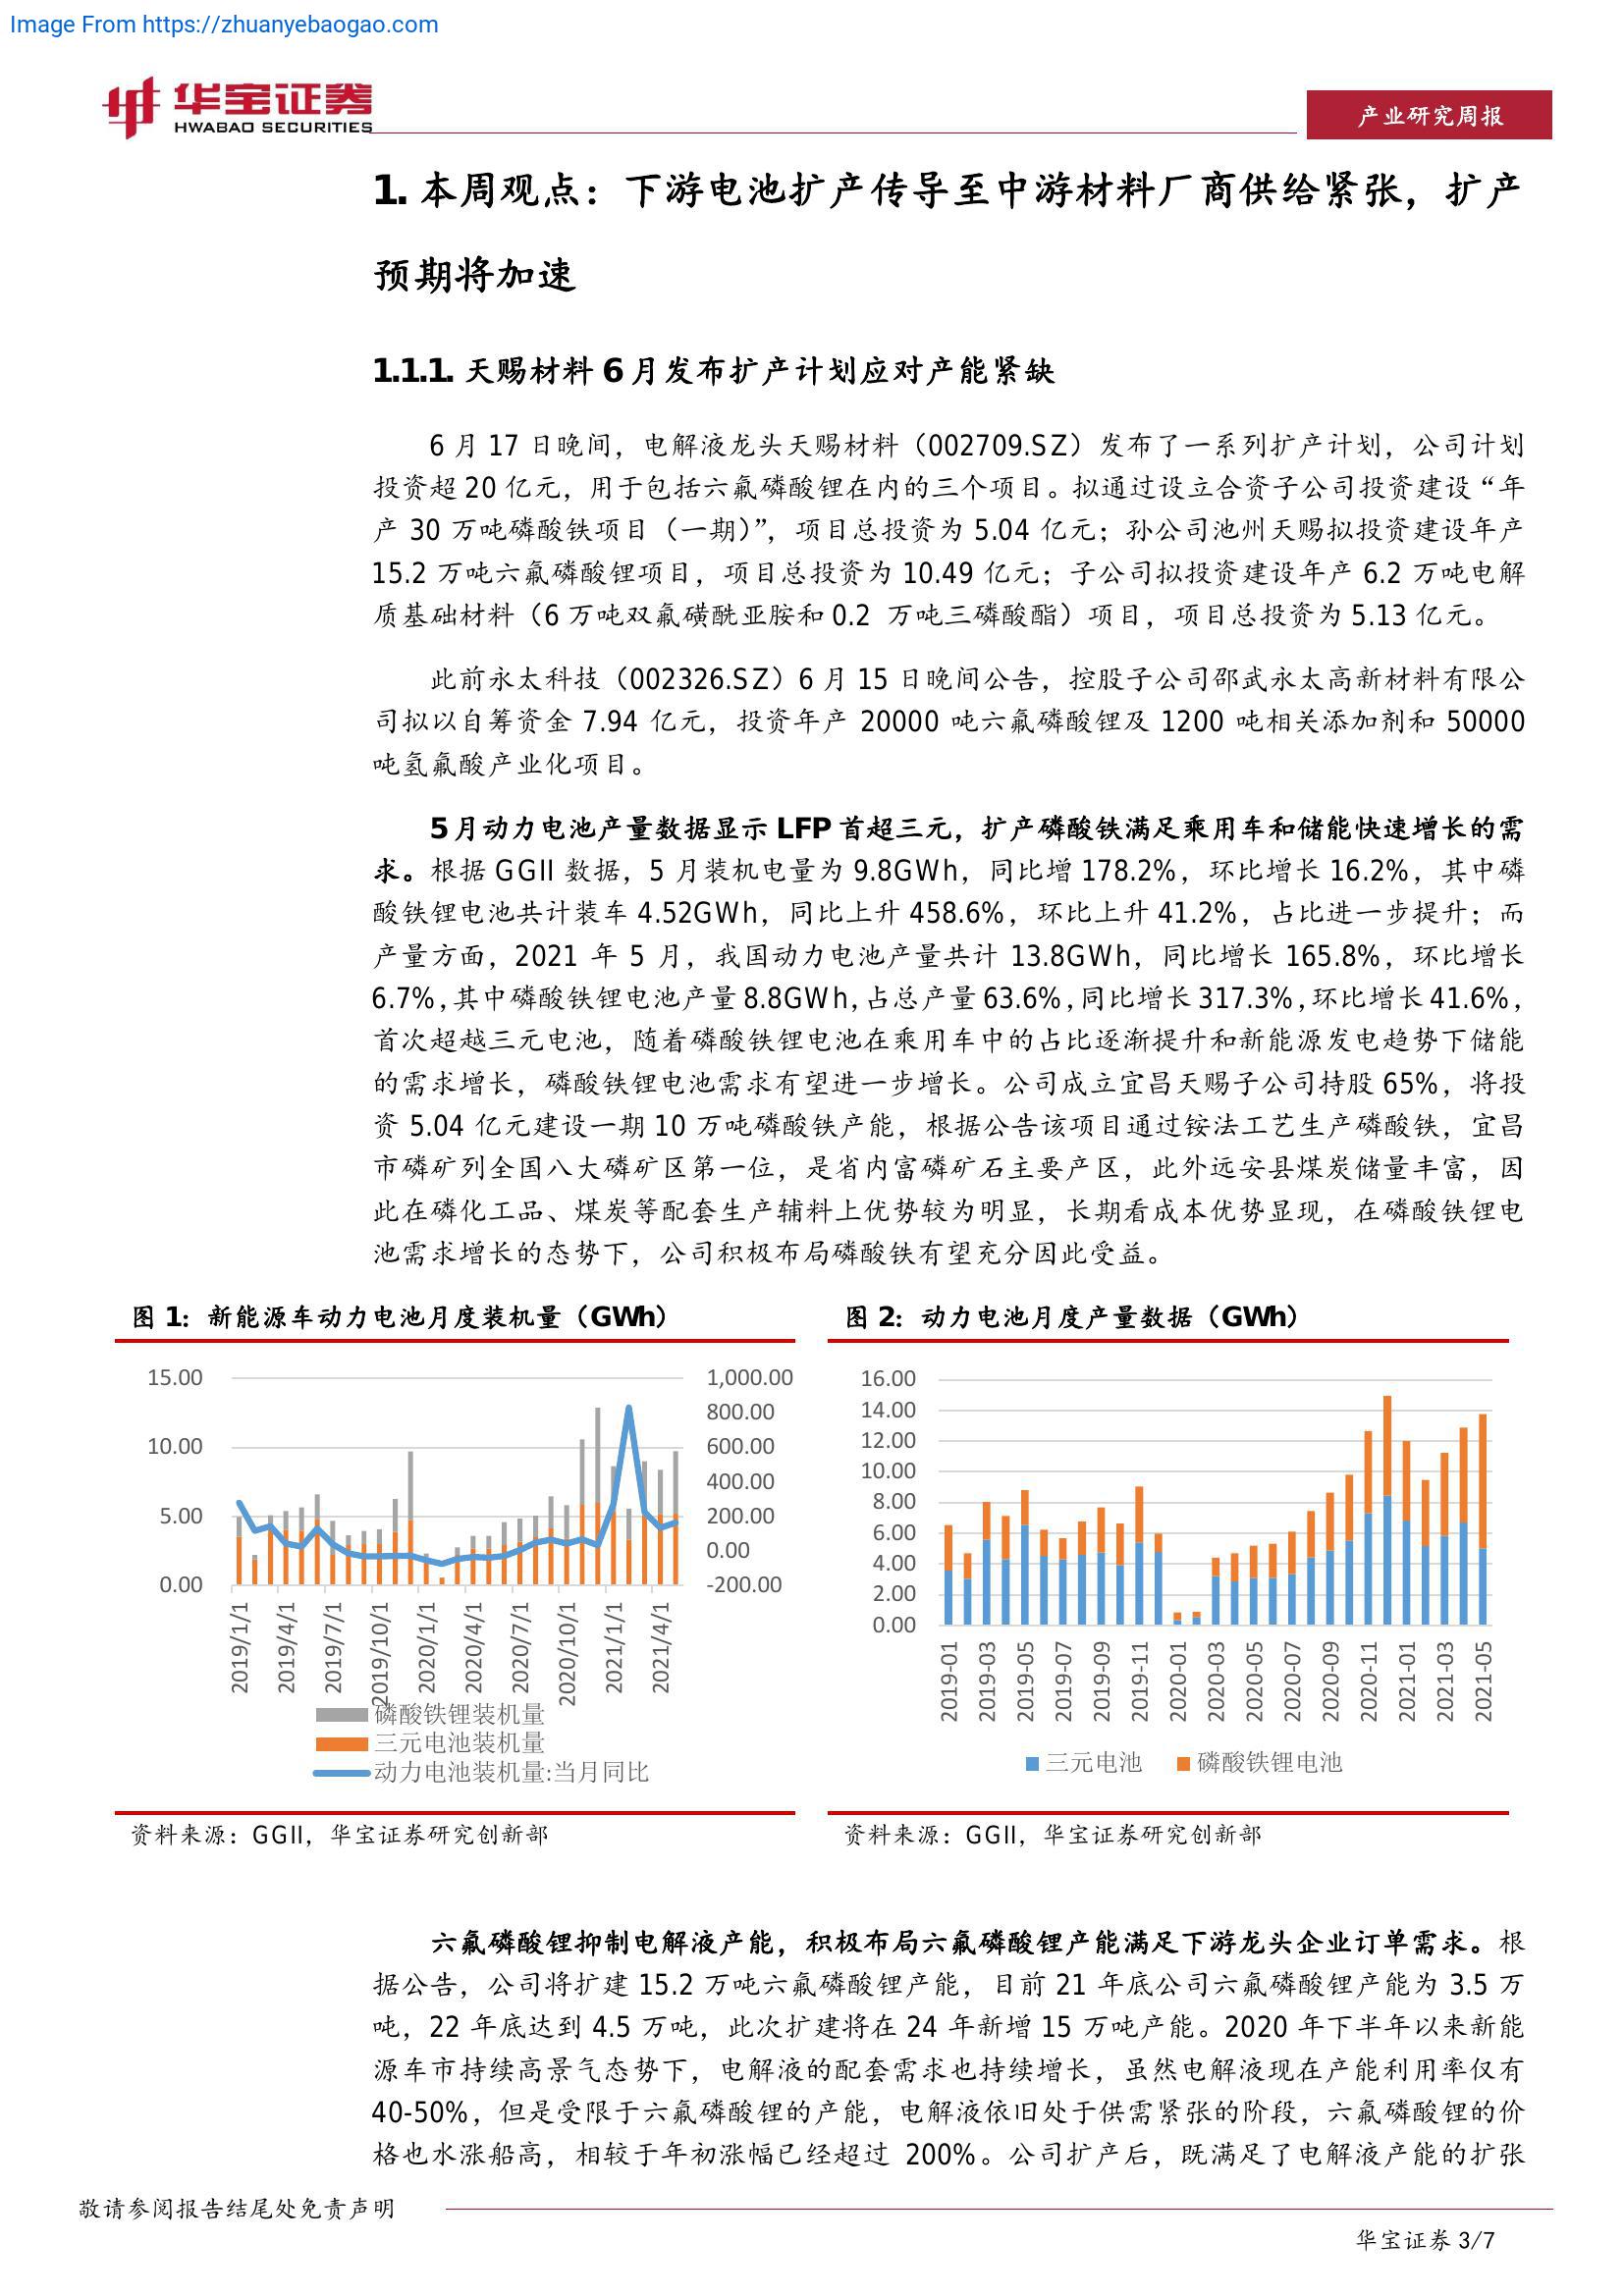 Image From https://zhuanyebaogao.com
华宝证券
HWABAO SECURITIES
产业研究周报
1. 本周观点：下游电池扩产传导至中游材料厂商供给紧张，扩产
预期将加速
1.1.1. 天赐材料 6 月发布扩产计划应对产能紧缺
6 月 17 日晚间，电解液龙头天赐材料（002709.SZ）发布了一系列扩产计划，公司计划
投资超 20 亿元，用于包括六氟磷酸锂在内的三个项目。拟通过设立合资子公司投资建设“年
产 30 万吨磷酸铁项目（一期）”，项目总投资为 5.04 亿元；孙公司池州天赐拟投资建设年产
15.2 万吨六氟磷酸锂项目，项目总投资为 10.49 亿元；子公司拟投资建设年产 6.2 万吨电解
质基础材料（6 万吨双氟磺酰亚胺和 0.2 万吨三磷酸酯）项目，项目总投资为 5.13 亿元。
此前永太科技（002326.SZ）6 月 15 日晚间公告，控股子公司邵武永太高新材料有限公
司拟以自筹资金 7.94 亿元，投资年产 20000 吨六氟磷酸锂及 1200 吨相关添加剂和 50000
吨氢氟酸产业化项目。
5 月动力电池产量数据显示 LFP 首超三元，扩产磷酸铁满足乘用车和储能快速增长的需
求。根据 GGII 数据，5 月装机电量为 9.8GWh，同比增 178.2%，环比增长 16.2%，其中磷
酸铁锂电池共计装车 4.52GWh，同比上升 458.6%，环比上升 41.2%，占比进一步提升；而
产量方面，2021 年 5 月，我国动力电池产量共计 13.8GWh，同比增长 165.8%，环比增长
6.7%，其中磷酸铁锂电池产量 8.8GWh，占总产量 63.6%，同比增长 317.3%，环比增长 41.6%，
首次超越三元电池，随着磷酸铁锂电池在乘用车中的占比逐渐提升和新能源发电趋势下储能
的需求增长，磷酸铁锂电池需求有望进一步增长。公司成立宜昌天赐子公司持股 65%，将投
资 5.04 亿元建设一期 10 万吨磷酸铁产能，根据公告该项目通过铵法工艺生产磷酸铁，宜昌
市磷矿列全国八大磷矿区第一位，是省内富磷矿石主要产区，此外远安县煤炭储量丰富，因
此在磷化工品、煤炭等配套生产辅料上优势较为明显，长期看成本优势显现，在磷酸铁锂电
池需求增长的态势下，公司积极布局磷酸铁有望充分因此受益。
图 1：新能源车动力电池月度装机量（GWh）
15.00
10.00
5.00
0.00
1,000.00
800.00
600.00
400.00
200.00
0.00
-200.00
2019/1/1
2019/4/1
2019/7/1
2019/10/1
2020/1/1
2020/4/1
2020/7/1
2020/10/1
2021/1/1
2021/4/1
磷酸铁锂装机量
三元电池装机量
动力电池装机量:当月同比
资料来源：GGII，华宝证券研究创新部
图 2：动力电池月度产量数据（GWh）
16.00
14.00
12.00
10.00
8.00
6.00
4.00
2.00
0.00
2019-01
2019-03
2019-05
2019-07
2019-09
2019-11
2020-01
2020-03
2020-05
2020-07
2020-09
2020-11
2021-01
2021-03
2021-05
三元电池 磷酸铁锂电池
资料来源：GGII，华宝证券研究创新部
六氟磷酸锂抑制电解液产能，积极布局六氟磷酸锂产能满足下游龙头企业订单需求。根
据公告，公司将扩建 15.2 万吨六氟磷酸锂产能，目前 21 年底公司六氟磷酸锂产能为 3.5 万
吨，22 年底达到 4.5 万吨，此次扩建将在 24 年新增 15 万吨产能。2020 年下半年以来新能
源车市持续高景气态势下，电解液的配套需求也持续增长，虽然电解液现在产能利用率仅有
40-50%，但是受限于六氟磷酸锂的产能，电解液依旧处于供需紧张的阶段，六氟磷酸锂的价
格也水涨船高，相较于年初涨幅已经超过 200%。公司扩产后，既满足了电解液产能的扩张
敬请参阅报告结尾处免责声明
华宝证券 3/7